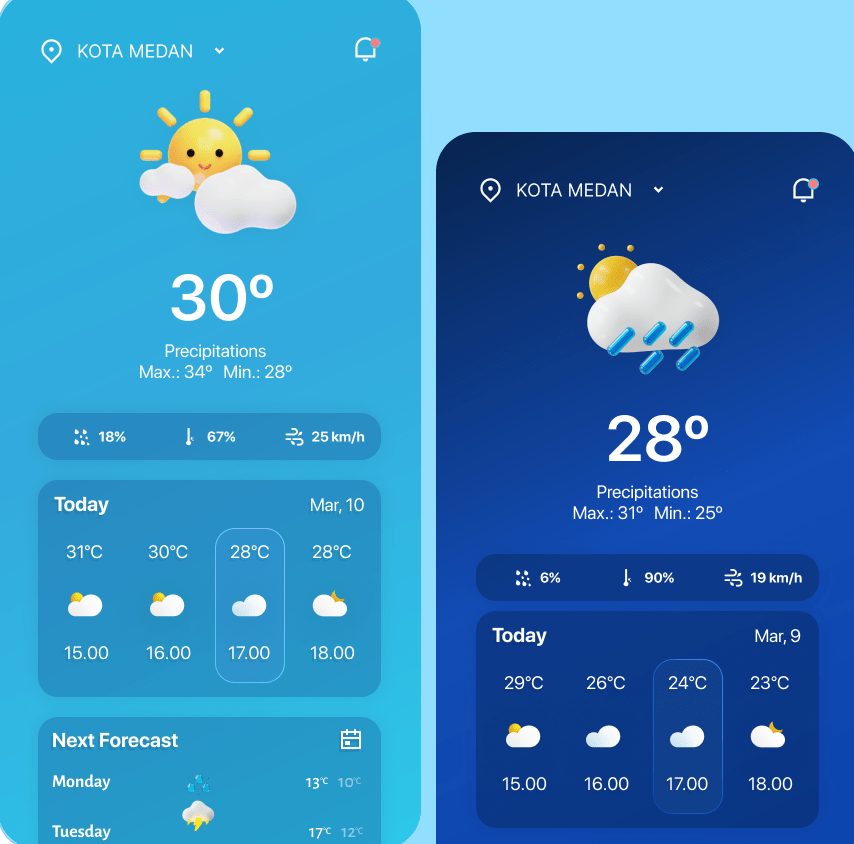 KOTA MEDAN
30º
Precipitations
Max.: 34º Min.: 28º
18% 67% 25 km/h
Today Mar, 10
31°C 30°C 28°C 28°C
15.00 16.00 17.00 18.00
Next Forecast
Monday 13°C 10°C
Tuesday 17°C 12°C
KOTA MEDAN
28º
Precipitations
Max.: 31º Min.: 25º
6% 90% 19 km/h
Today Mar, 9
29°C 26°C 24°C 23°C
15.00 16.00 17.00 18.00